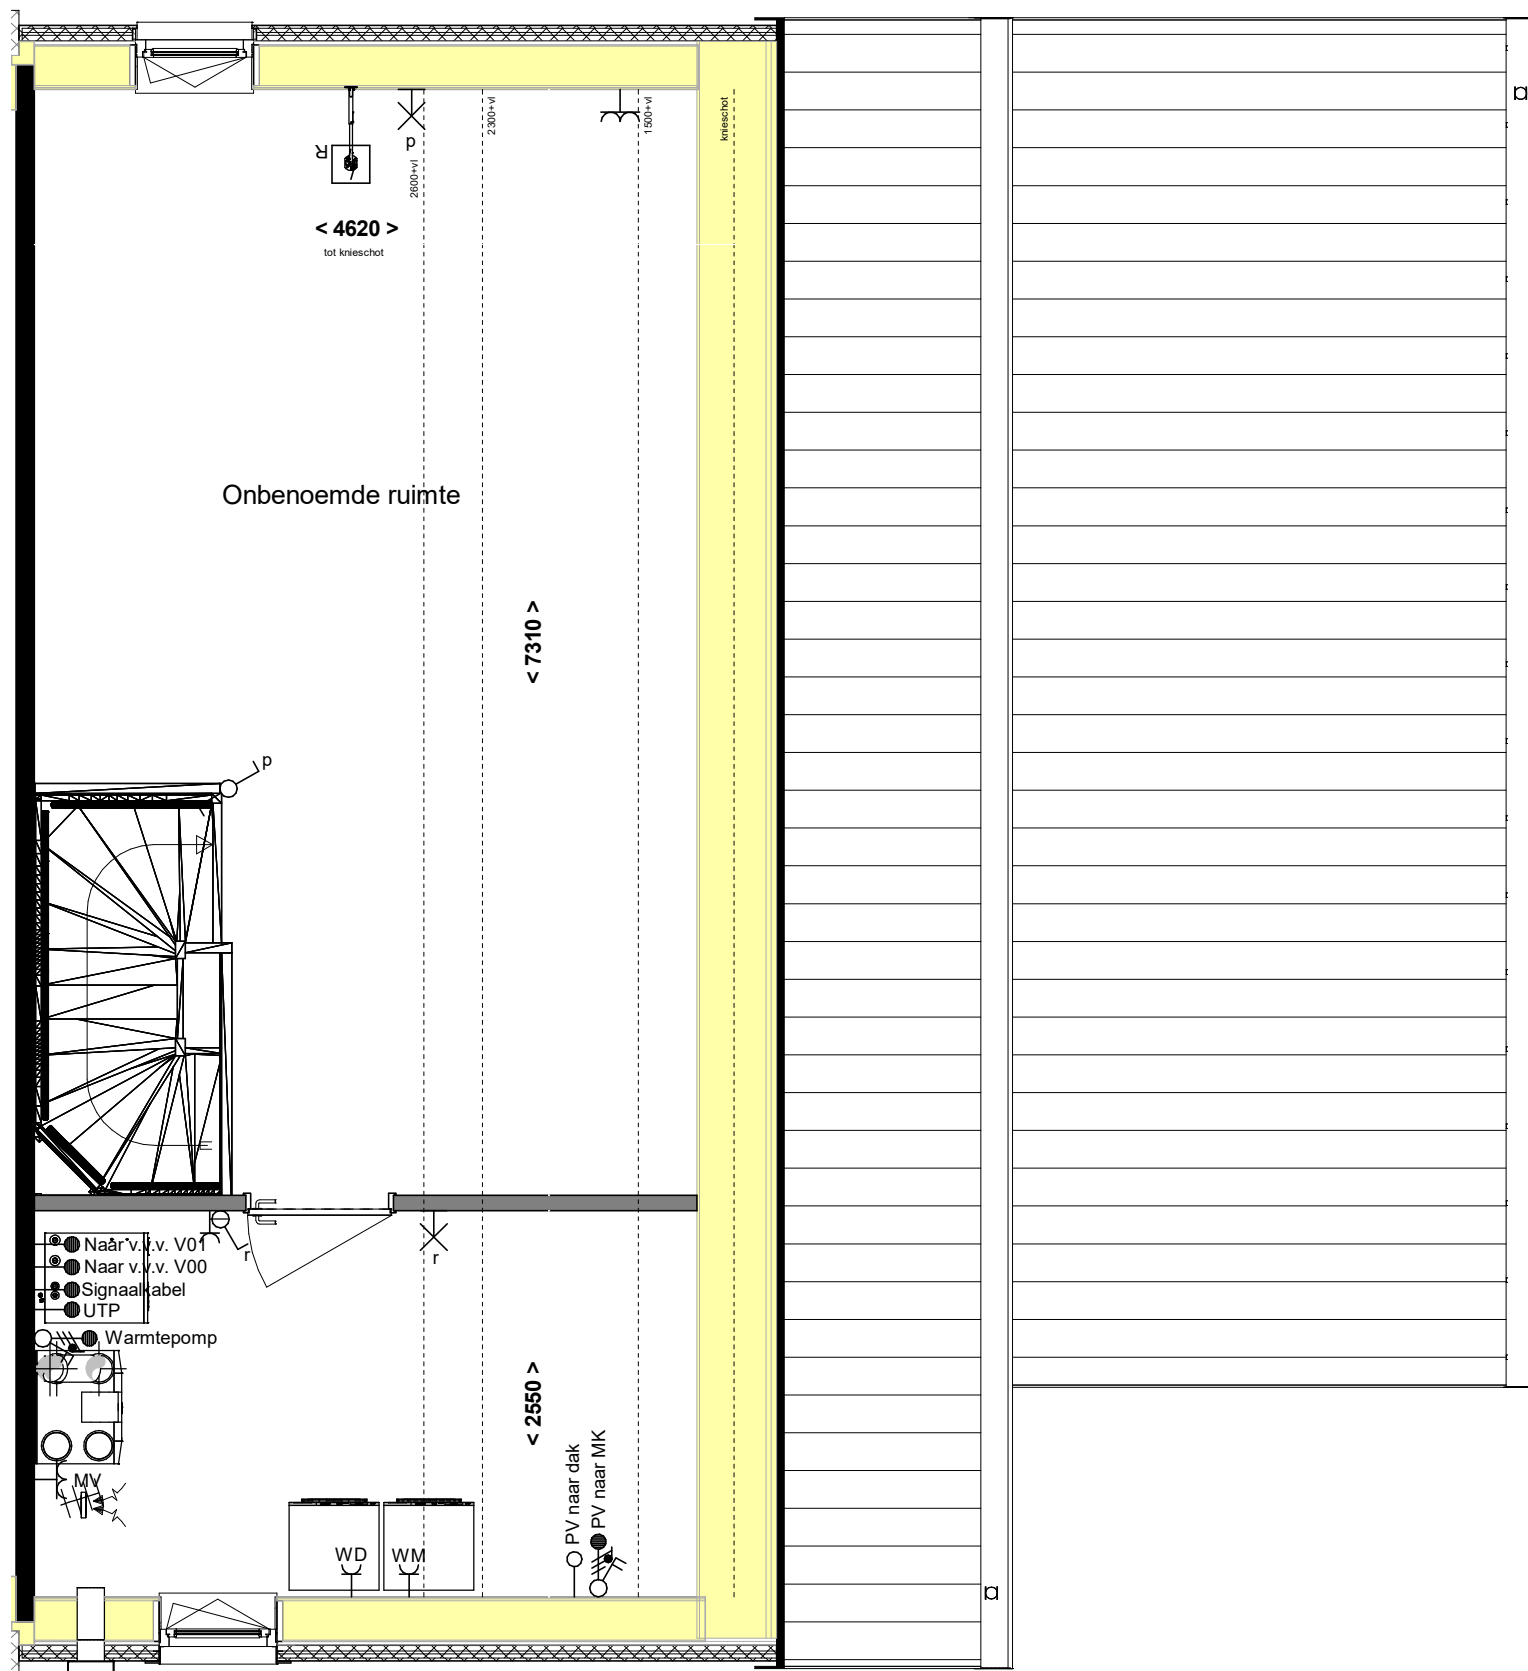 2300+vl
1500+vl
knieschot
p
R
2600+vl
< 4620 >
tot knieschot
Onbenoemde ruimte
< 7310 >
p
r
r
Naar v.v.v. V01
Naar v.v.v. V00
Signaalkabel
UTP
Warmtepomp
< 2550 >
PV naar dak
PV naar MK
MV
WD
WM